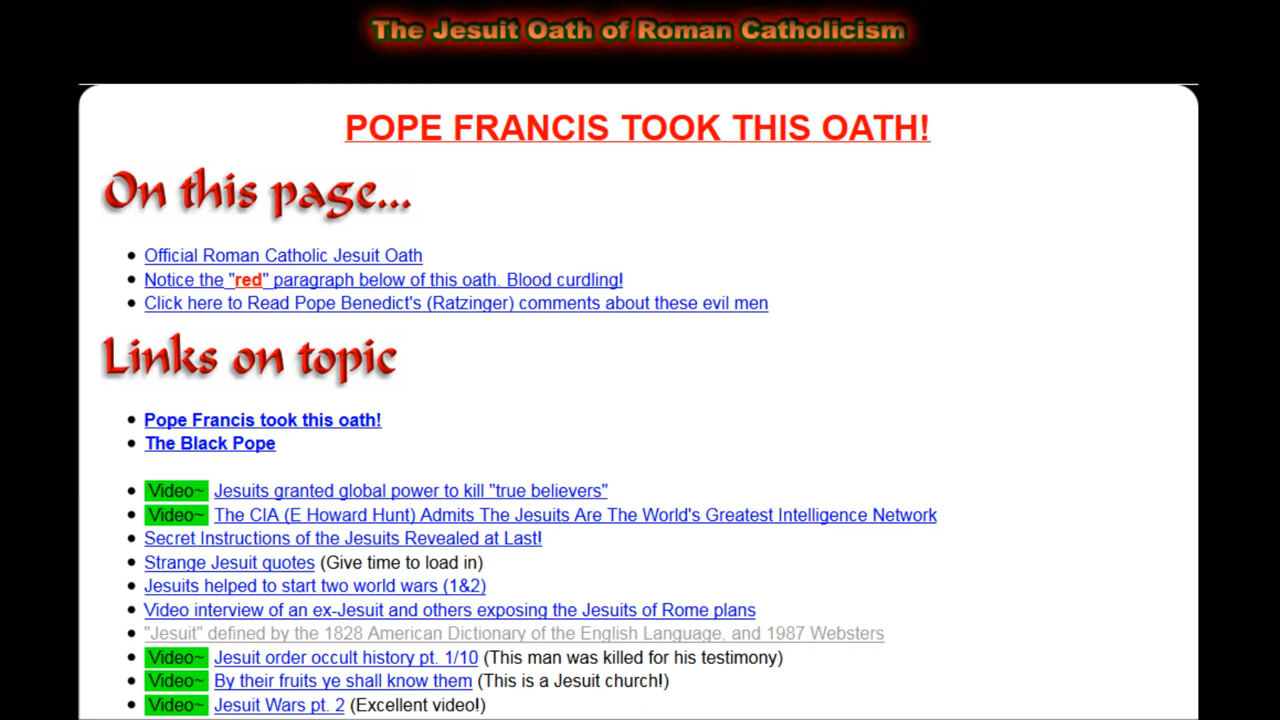 The Jesuit Oath of Roman Catholicism
POPE FRANCIS TOOK THIS OATH!
On this page...
Official Roman Catholic Jesuit Oath
Notice the "red" paragraph below of this oath. Blood curdling!
Click here to Read Pope Benedict's (Ratzinger) comments about these evil men
Links on topic
Pope Francis took this oath!
The Black Pope
Video~ Jesuits granted global power to kill "true believers"
Video~ The CIA (E Howard Hunt) Admits The Jesuits Are The World's Greatest Intelligence Network
Secret Instructions of the Jesuits Revealed at Last!
Strange Jesuit quotes (Give time to load in)
Jesuits helped to start two world wars (1&2)
Video interview of an ex-Jesuit and others exposing the Jesuits of Rome plans
"Jesuit" defined by the 1828 American Dictionary of the English Language, and 1987 Websters
Video~ Jesuit order occult history pt. 1/10 (This man was killed for his testimony)
Video~ By their fruits ye shall know them (This is a Jesuit church!)
Video~ Jesuit Wars pt. 2 (Excellent video!)